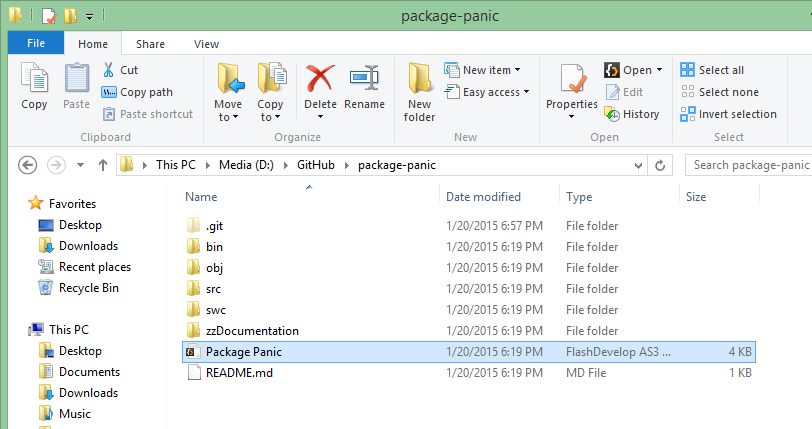 package-panic
File Home Share View
Copy Paste Cut Copy path Paste shortcut Move to Copy to Delete Rename New folder New item Easy access Properties Open Edit History Select all Select none Invert selection
Clipboard Organize New Open Select
This PC Media (D:) GitHub package-panic Search package-panic
Name Date modified Type Size
Favorites
Desktop
Downloads
Recent places
Recycle Bin
This PC
Desktop
Documents
Downloads
Music
.git 1/20/2015 6:57 PM File folder
bin 1/20/2015 6:19 PM File folder
obj 1/20/2015 6:19 PM File folder
src 1/20/2015 6:19 PM File folder
swc 1/20/2015 6:19 PM File folder
zzDocumentation 1/20/2015 6:19 PM File folder
Package Panic 1/20/2015 6:19 PM FlashDevelop AS3 ... 4 KB
README.md 1/20/2015 6:19 PM MD File 1 KB